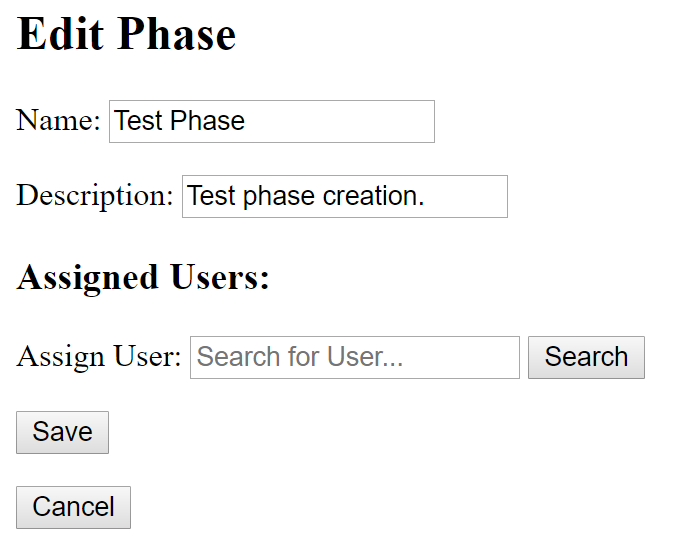 Edit Phase
Name: Test Phase
Description: Test phase creation.
Assigned Users:
Assign User: Search for User... Search
Save
Cancel